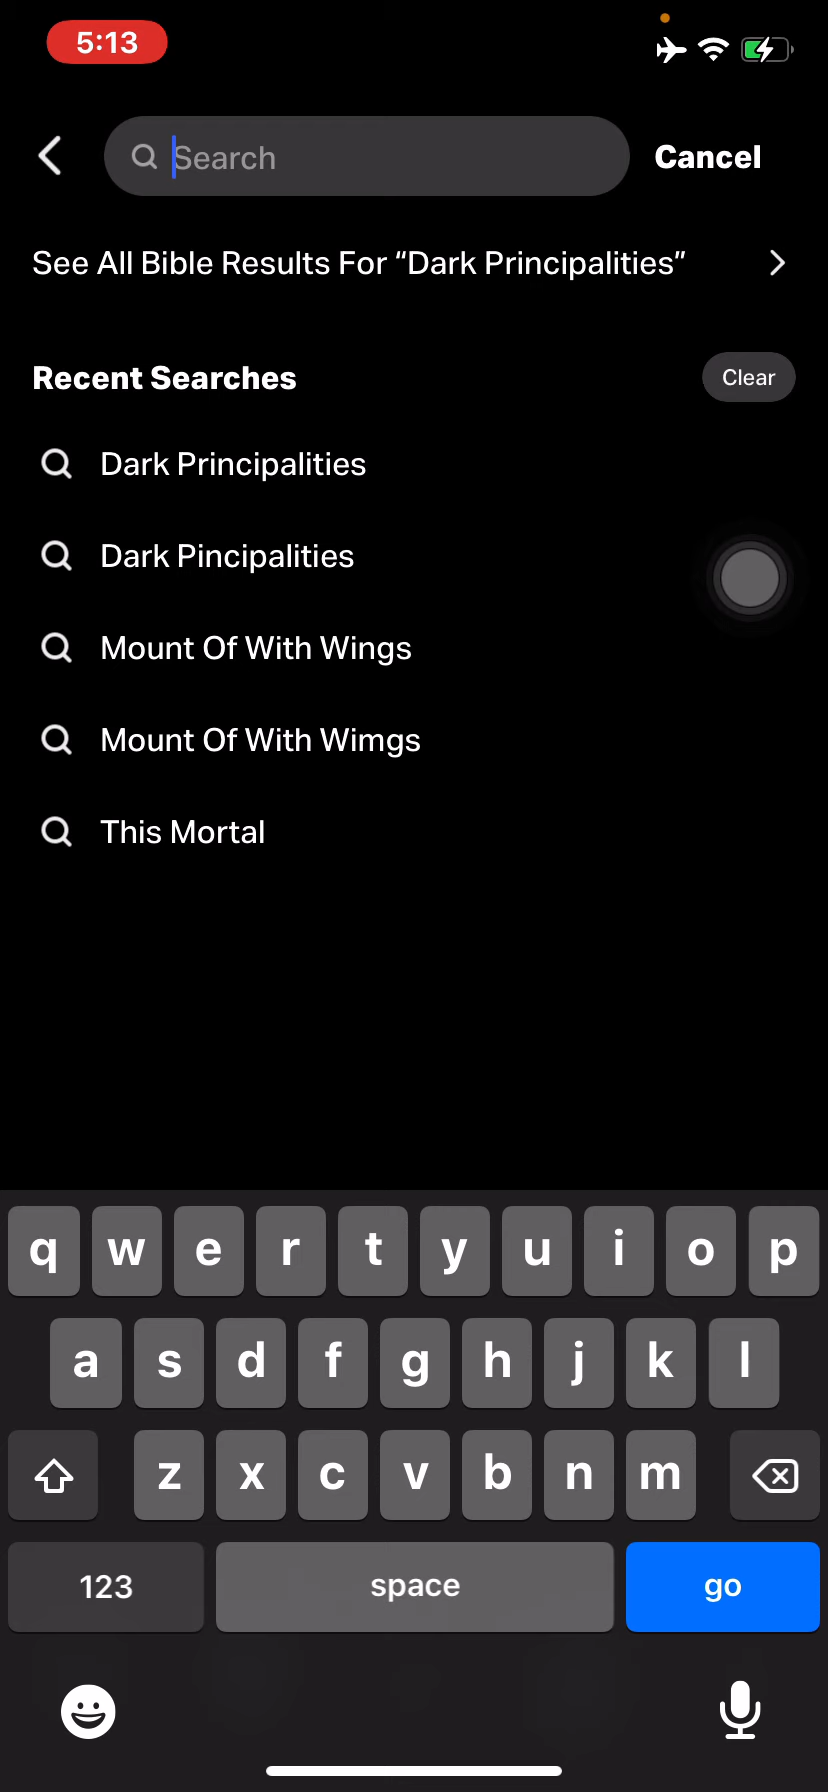 5:13
Search
Cancel
See All Bible Results For “Dark Principalities”
Recent Searches
Clear
Dark Principalities
Dark Pincipalities
Mount Of With Wings
Mount Of With Wimgs
This Mortal
q w e r t y u i o p
a s d f g h j k l
z x c v b n m
123 space go